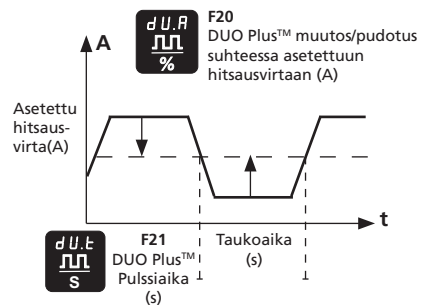 dU.A
%
F20
DUO Plus™ muutos/pudotus
suhteessa asetettuun
hitsausvirtaan (A)
A
Asetettu
hitsaus-
virta(A)
t
dU.t
S
F21
DUO Plus™
Pulssiaika
(s)
Taukoaika
(s)